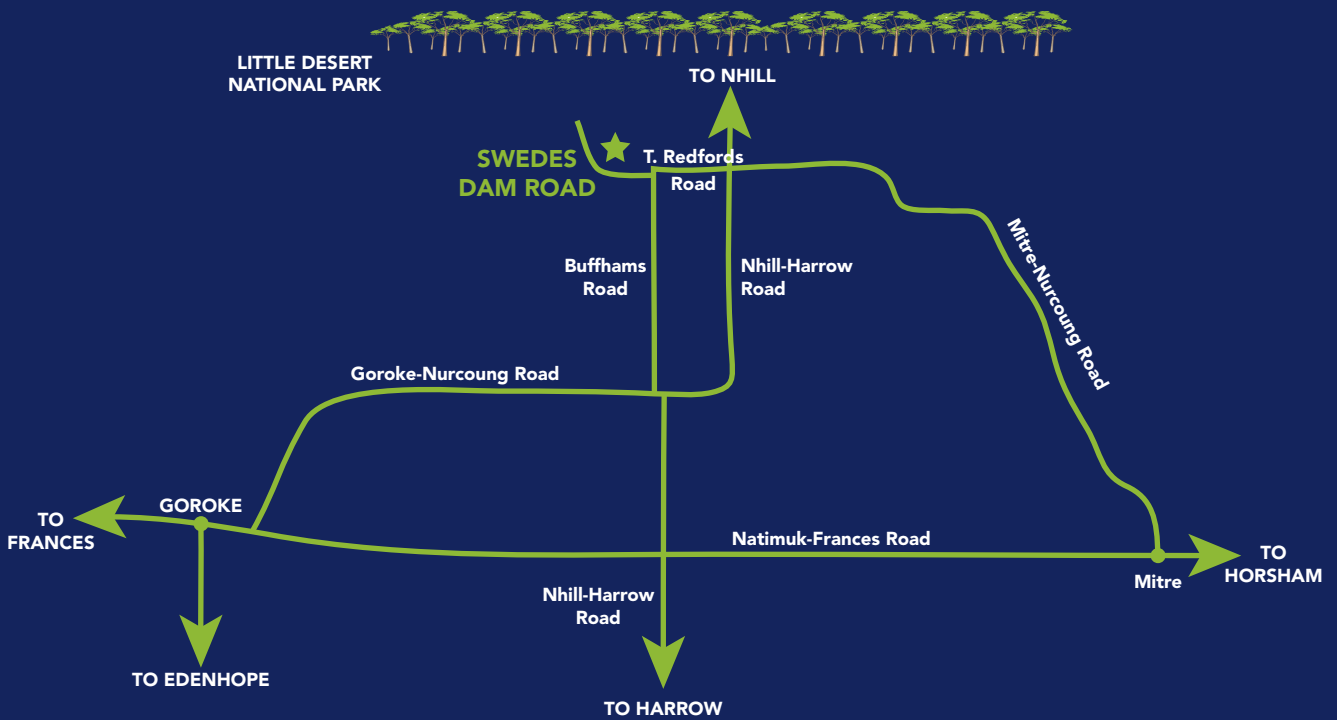 LITTLE DESERT
NATIONAL PARK
TO NHILL
SWEDES
DAM ROAD
T. Redfords
Road
Buffhams
Road
Nhill-Harrow
Road
Mitre-Nurcoung Road
Goroke-Nurcoung Road
GOROKE
TO
FRANCES
Natimuk-Frances Road
TO
HORSHAM
Mitre
Nhill-Harrow
Road
TO EDENHOPE
TO HARROW